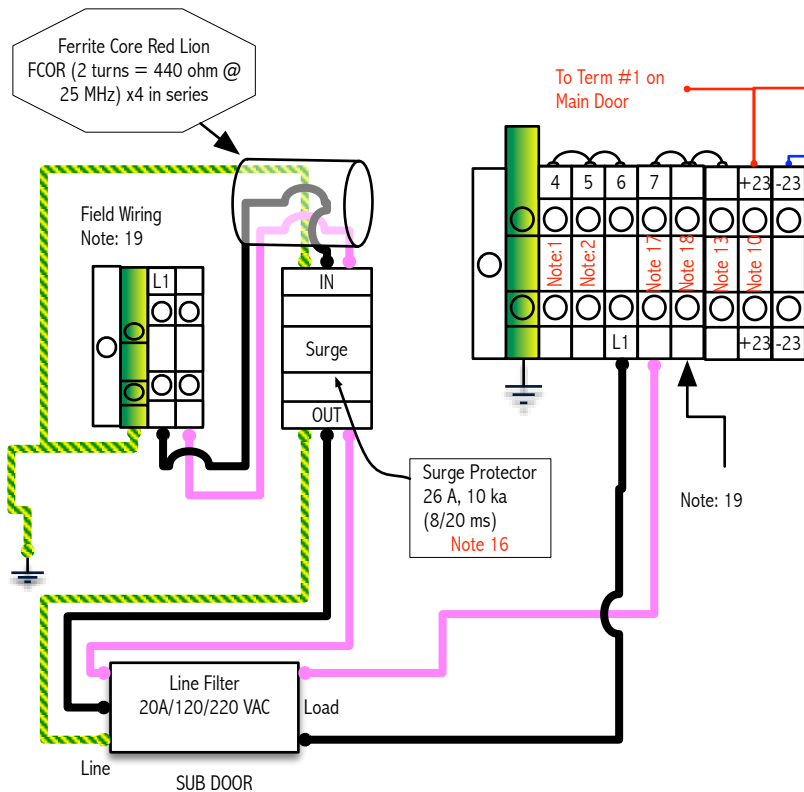 Ferrite Core Red Lion
FCOR (2 turns = 440 ohm @
25 MHz) x4 in series
To Term #1 on
Main Door
Field Wiring
Note: 19
L1
IN
Surge
OUT
4 5 6 7 +23 -23
Note:1 Note:2 Note 17 Note 18 Note 13 Note 10
L1 +23 -23
Surge Protector
26 A, 10 ka
(8/20 ms)
Note 16
Note: 19
Line Filter
20A/120/220 VAC
Load
Line
SUB DOOR